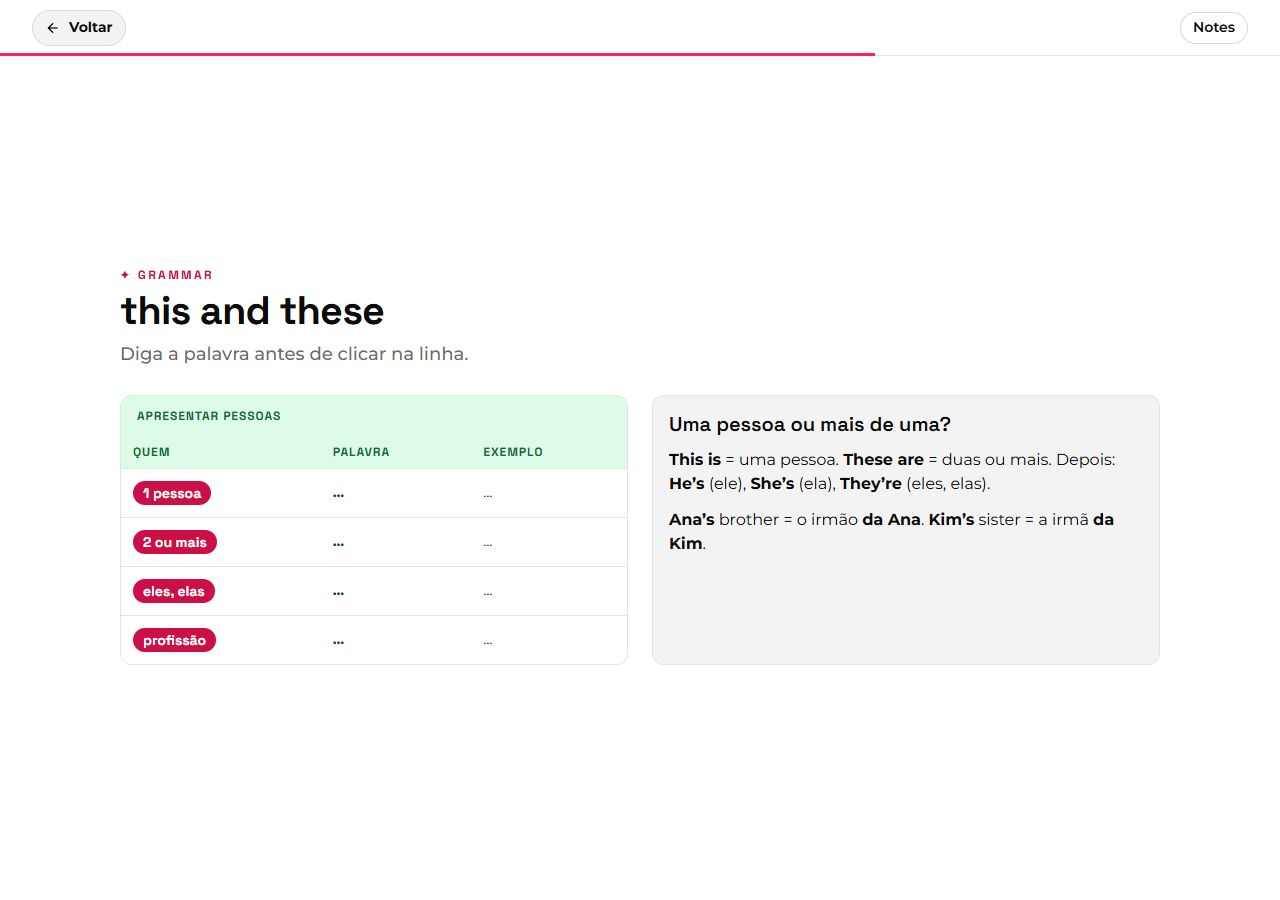 ← Voltar
Notes
✦ GRAMMAR
this and these
Diga a palavra antes de clicar na linha.
APRESENTAR PESSOAS
QUEM PALAVRA EXEMPLO
1 pessoa ... ...
2 ou mais ... ...
eles, elas ... ...
profissão ... ...
Uma pessoa ou mais de uma?
This is = uma pessoa. These are = duas ou mais. Depois:
He’s (ele), She’s (ela), They’re (eles, elas).
Ana’s brother = o irmão da Ana. Kim’s sister = a irmã da
Kim.